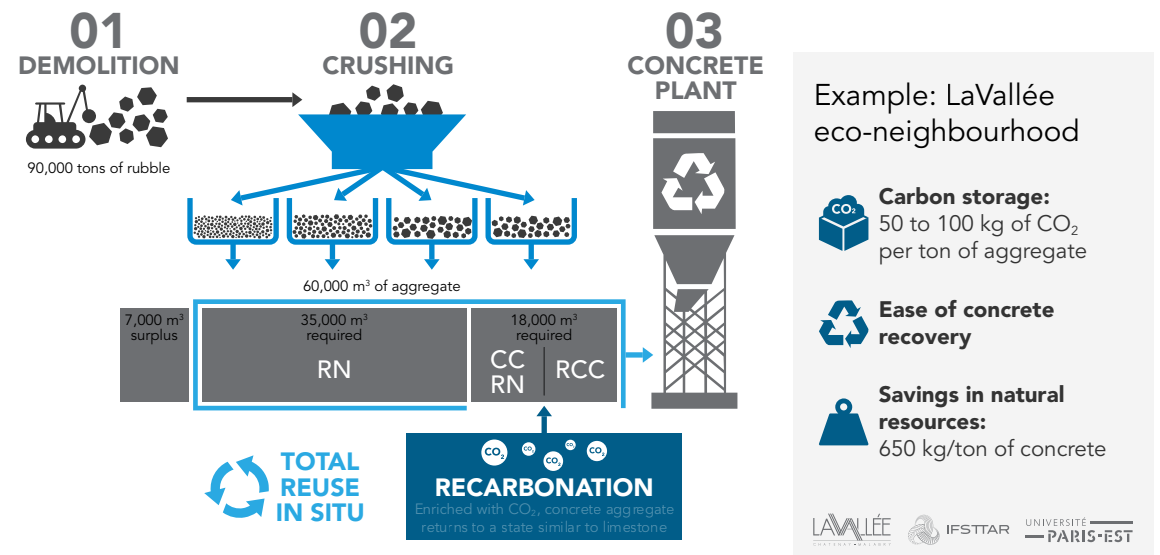 01
DEMOLITION
90,000 tons of rubble
02
CRUSHING
03
CONCRETE
PLANT
60,000 m³ of aggregate
7,000 m³
surplus
35,000 m³
required
RN
18,000 m³
required
CC
RN
RCC
TOTAL
REUSE
IN SITU
CO₂
CO₂
CO₂
CO₂
CO₂
RECARBONATION
Enriched with CO₂, concrete aggregate
returns to a state similar to limestone
Example: LaVallée
eco-neighbourhood
CO₂
Carbon storage:
50 to 100 kg of CO₂
per ton of aggregate
Ease of concrete
recovery
Savings in natural
resources:
650 kg/ton of concrete
LAVALLÉE
CHATENAY-MALABRY
IFSTTAR
UNIVERSITÉ
PARIS-EST